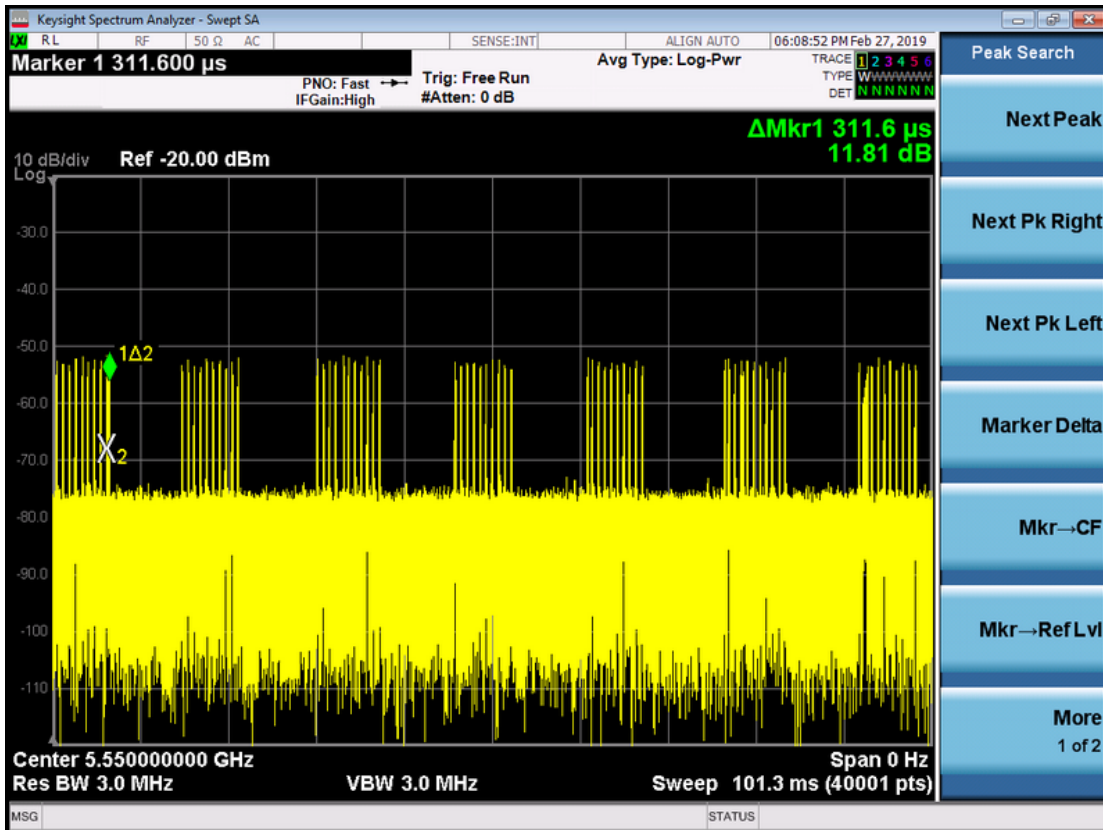 Keysight Spectrum Analyzer - Swept SA
LXI RL RF 50 Ω AC SENSE:INT ALIGN AUTO 06:08:52 PM Feb 27, 2019
Marker 1 311.600 µs
PNO: Fast
IFGain:High
Trig: Free Run
#Atten: 0 dB
Avg Type: Log-Pwr
TRACE 1 2 3 4 5 6
TYPE WWWWWW
DET N N N N N N
Peak Search
ΔMkr1 311.6 µs
11.81 dB
10 dB/div Ref -20.00 dBm
Log
-30.0
-40.0
-50.0
-60.0
-70.0
-80.0
-90.0
-100
-110
1Δ2
X2
Center 5.550000000 GHz Span 0 Hz
Res BW 3.0 MHz VBW 3.0 MHz Sweep 101.3 ms (40001 pts)
MSG STATUS
Next Peak
Next Pk Right
Next Pk Left
Marker Delta
Mkr→CF
Mkr→Ref Lvl
More
1 of 2